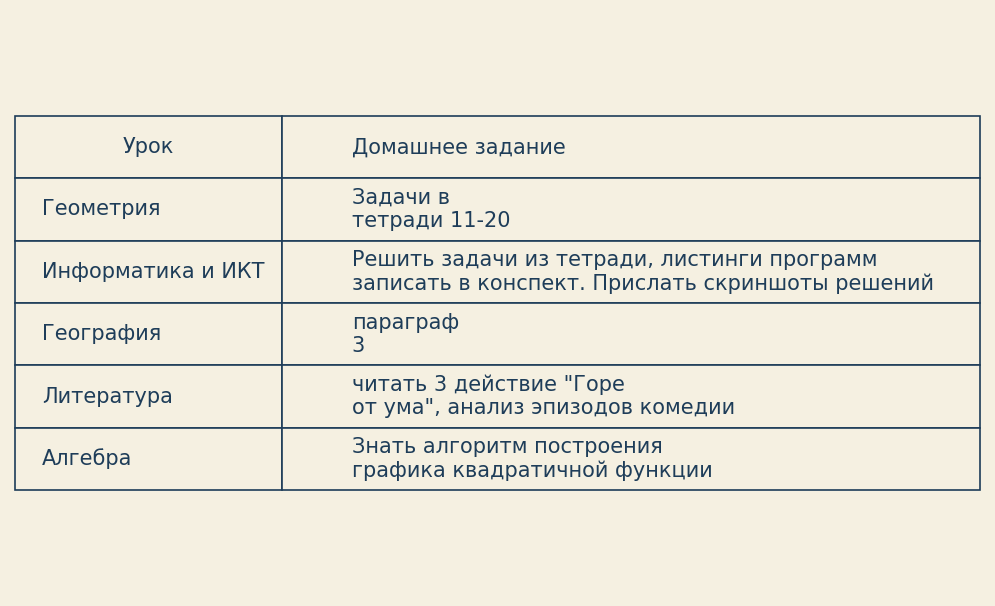 Урок
Домашнее задание
Геометрия
Задачи в
тетради 11-20
Информатика и ИКТ
Решить задачи из тетради, листинги программ
записать в конспект. Прислать скриншоты решений
География
параграф
3
Литература
читать 3 действие "Горе
от ума", анализ эпизодов комедии
Алгебра
Знать алгоритм построения
графика квадратичной функции